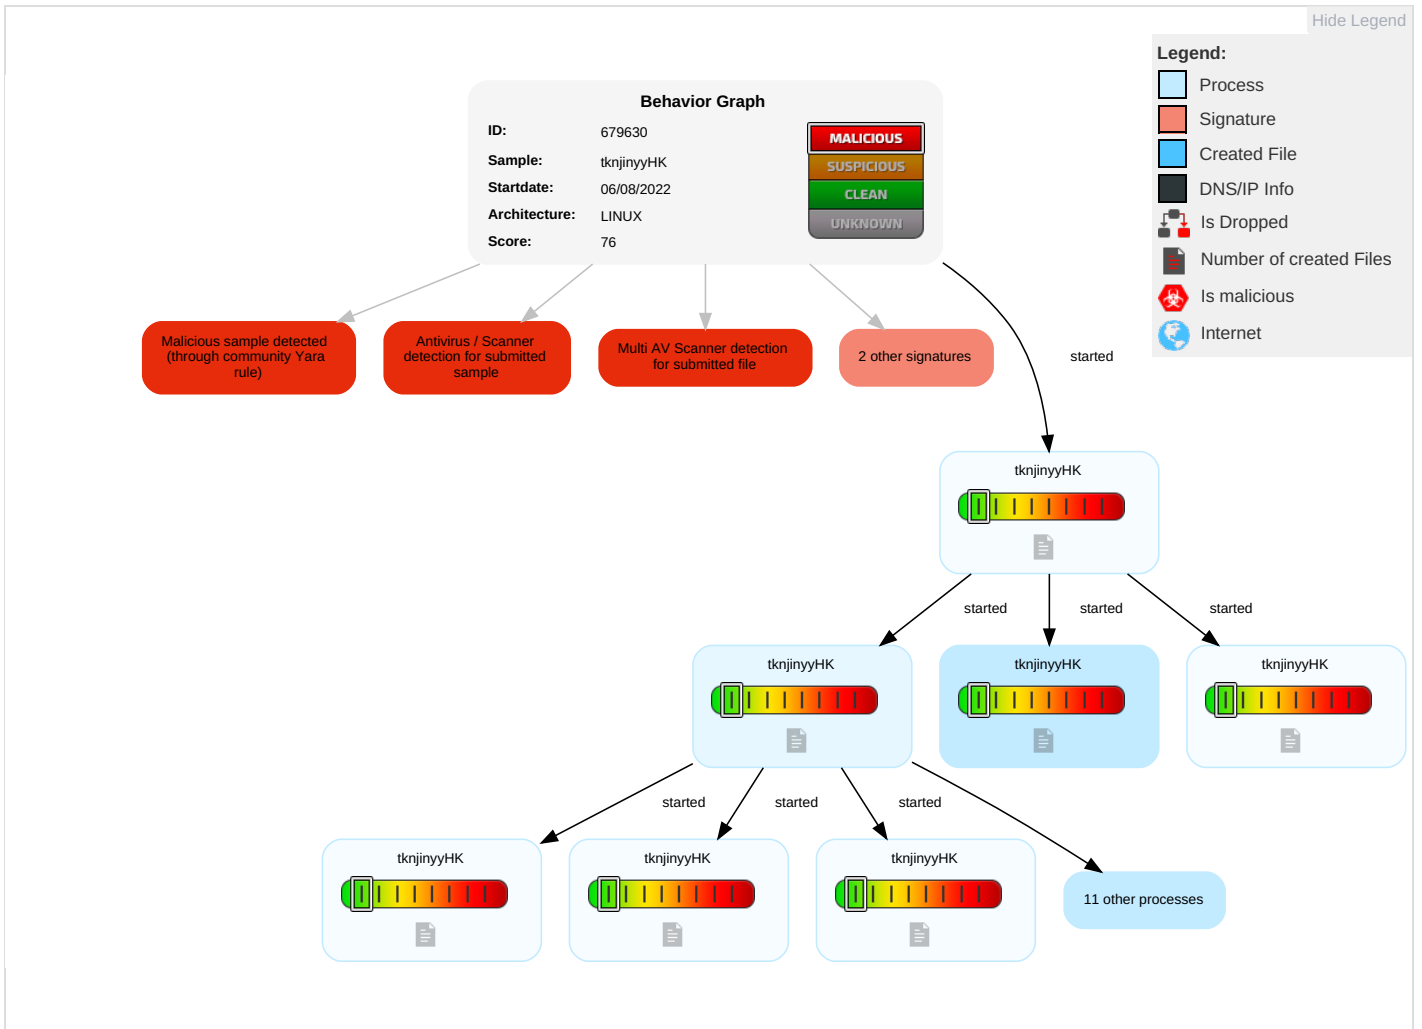 Hide Legend
Legend:
Process
Signature
Created File
DNS/IP Info
Is Dropped
Number of created Files
Is malicious
Internet
Behavior Graph
ID: 679630
Sample: tknjinyyHK
Startdate: 06/08/2022
Architecture: LINUX
Score: 76
MALICIOUS
SUSPICIOUS
CLEAN
UNKNOWN
Malicious sample detected
(through community Yara
rule)
Antivirus / Scanner
detection for submitted
sample
Multi AV Scanner detection
for submitted file
2 other signatures
started
tknjinyyHK
started
started
started
tknjinyyHK
tknjinyyHK
tknjinyyHK
started
started
started
tknjinyyHK
tknjinyyHK
tknjinyyHK
11 other processes